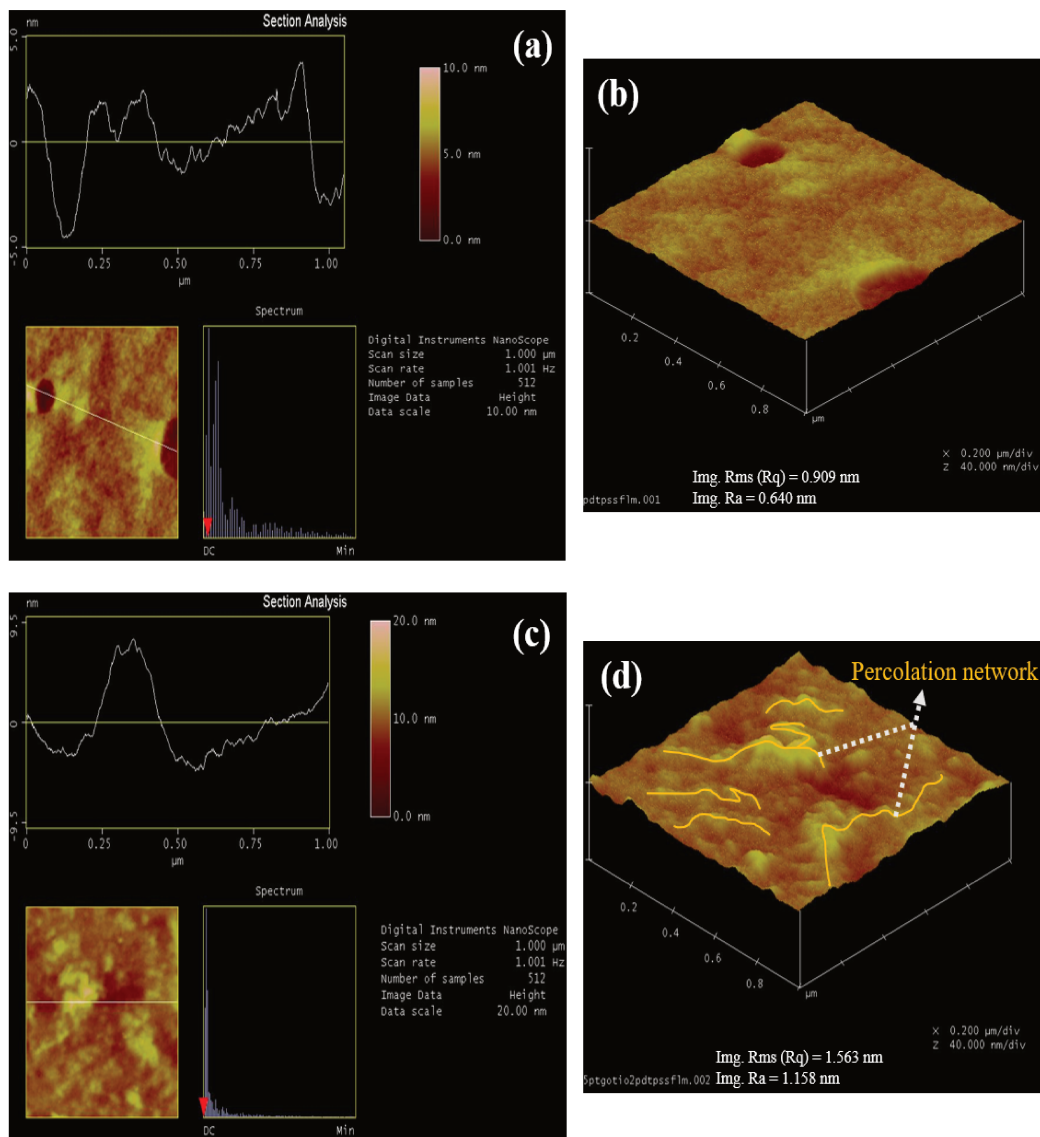 Section Analysis
(a)
nm
5.0
0
-5.0
0 0.25 0.50 0.75 1.00
µm
10.0 nm
5.0 nm
0.0 nm
Spectrum
DC Min
Digital Instruments NanoScope
Scan size 1.000 µm
Scan rate 1.001 Hz
Number of samples 512
Image Data Height
Data scale 10.00 nm
(b)
0.2
0.4
0.6
0.8
µm
X 0.200 µm/div
Z 40.000 nm/div
Img. Rms (Rq) = 0.909 nm
pdtpssflm.001
Img. Ra = 0.640 nm
Section Analysis
(c)
nm
9.5
0
-9.5
0 0.25 0.50 0.75 1.00
µm
20.0 nm
10.0 nm
0.0 nm
Spectrum
DC Min
Digital Instruments NanoScope
Scan size 1.000 µm
Scan rate 1.001 Hz
Number of samples 512
Image Data Height
Data scale 20.00 nm
(d)
Percolation network
0.2
0.4
0.6
0.8
µm
X 0.200 µm/div
Z 40.000 nm/div
Img. Rms (Rq) = 1.563 nm
5ptgotio2pdtpssflm.002
Img. Ra = 1.158 nm